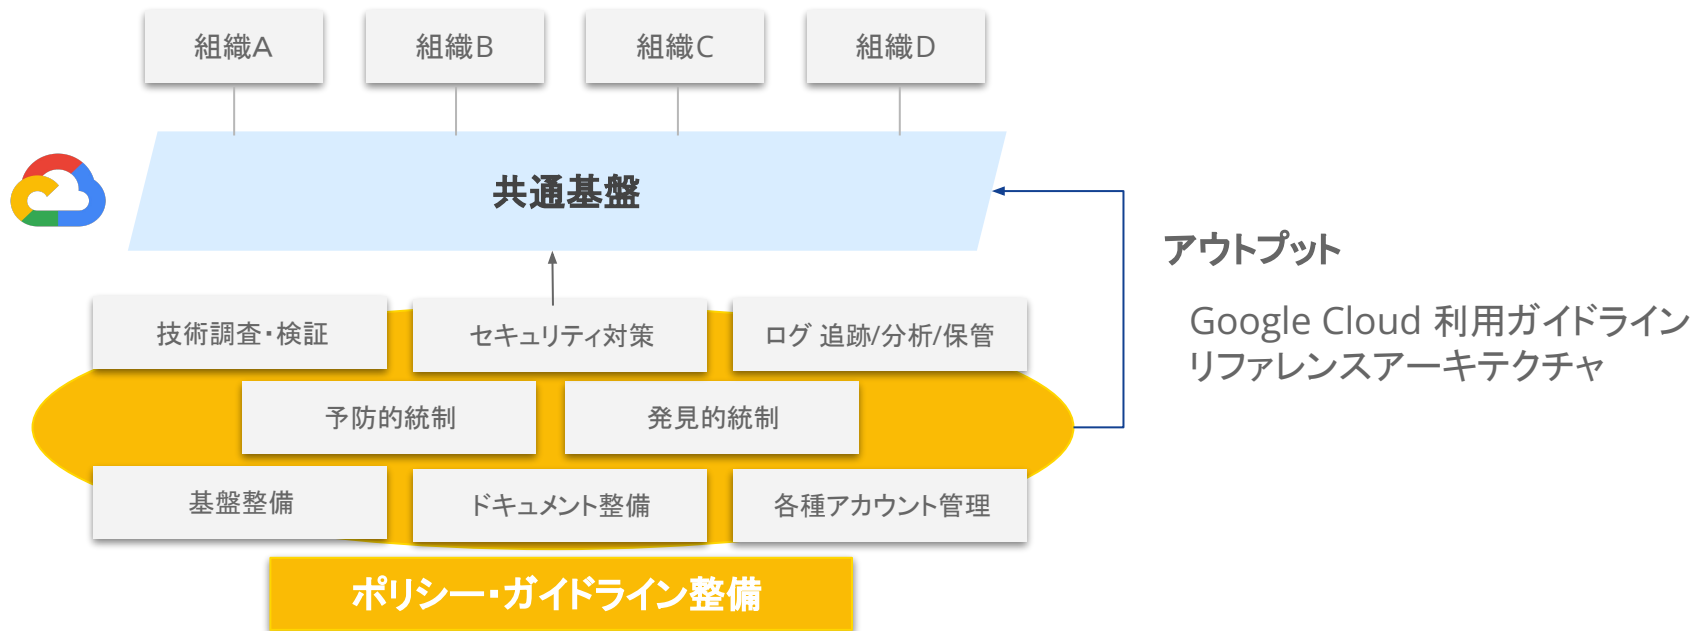 組織A
組織B
組織C
組織D
共通基盤
アウトプット
Google Cloud 利用ガイドライン
リファレンスアーキテクチャ
技術調査・検証
セキュリティ対策
ログ 追跡/分析/保管
予防的統制
発見的統制
基盤整備
ドキュメント整備
各種アカウント管理
ポリシー・ガイドライン整備